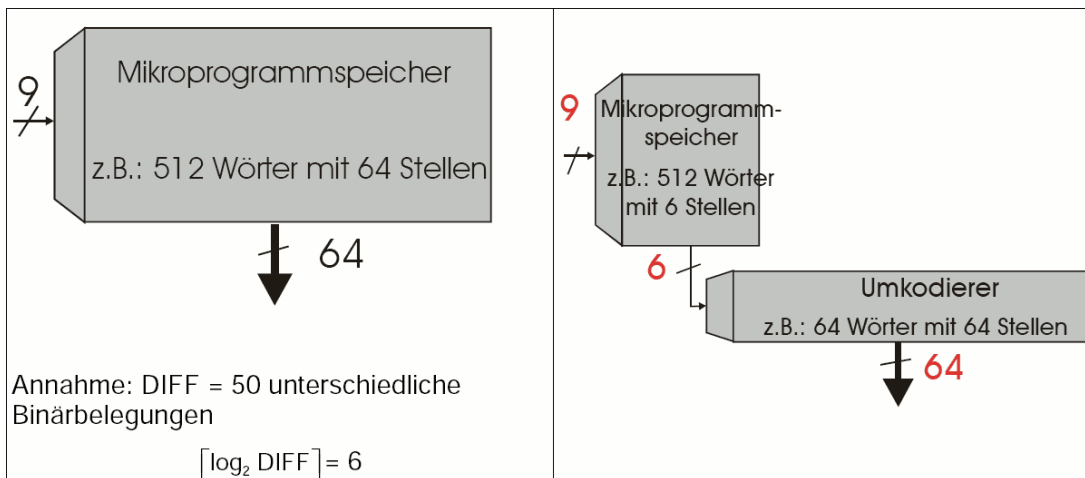 Mikroprogrammspeicher
9
z.B.: 512 Wörter mit 64 Stellen
64
Annahme: DIFF = 50 unterschiedliche
Binärbelegungen
⌈log₂ DIFF⌉ = 6
9
Mikroprogramm-
speicher
z.B.: 512 Wörter
mit 6 Stellen
6
Umkodierer
z.B.: 64 Wörter mit 64 Stellen
64